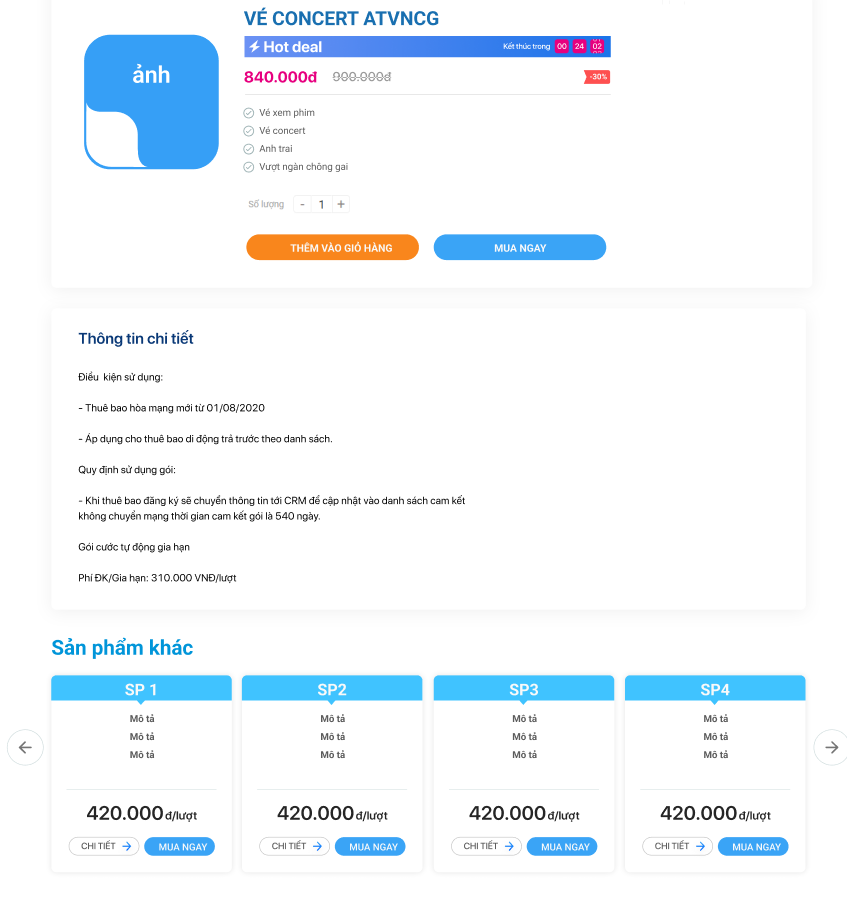 VÉ CONCERT ATVNCG
Hot deal
Kết thúc trong 00 24 02
840.000đ 900.000đ -30%
ảnh
Vé xem phim
Vé concert
Anh trai
Vượt ngàn chông gai
Số lượng - 1 +
THÊM VÀO GIỎ HÀNG MUA NGAY
Thông tin chi tiết
Điều kiện sử dụng:
- Thuê bao hòa mạng mới từ 01/08/2020
- Áp dụng cho thuê bao di động trả trước theo danh sách.
Quy định sử dụng gói:
- Khi thuê bao đăng ký sẽ chuyển thông tin tới CRM để cập nhật vào danh sách cam kết
không chuyển mạng thời gian cam kết gói là 540 ngày.
Gói cước tự động gia hạn
Phí ĐK/Gia hạn: 310.000 VNĐ/lượt
Sản phẩm khác
SP 1 SP2 SP3 SP4
Mô tả Mô tả Mô tả Mô tả
Mô tả Mô tả Mô tả Mô tả
Mô tả Mô tả Mô tả Mô tả
420.000đ/lượt 420.000đ/lượt 420.000đ/lượt 420.000đ/lượt
CHI TIẾT MUA NGAY CHI TIẾT MUA NGAY CHI TIẾT MUA NGAY CHI TIẾT MUA NGAY